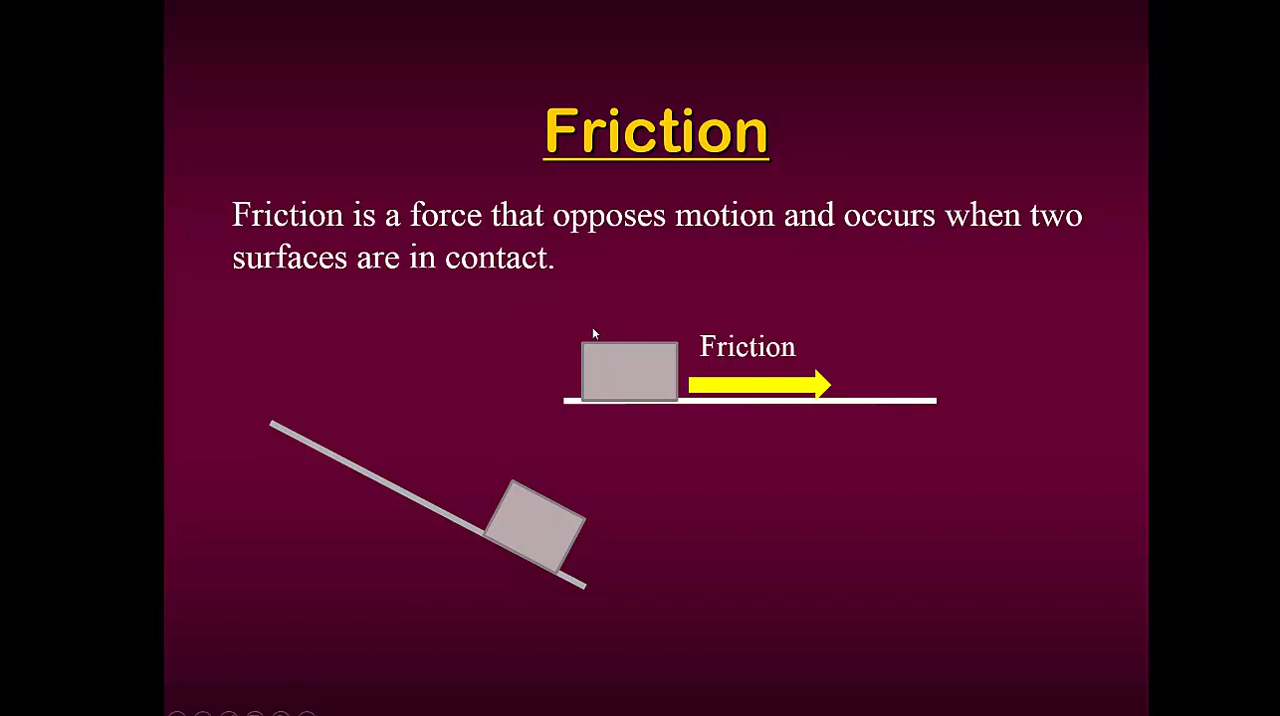 Friction
Friction is a force that opposes motion and occurs when two
surfaces are in contact.
Friction